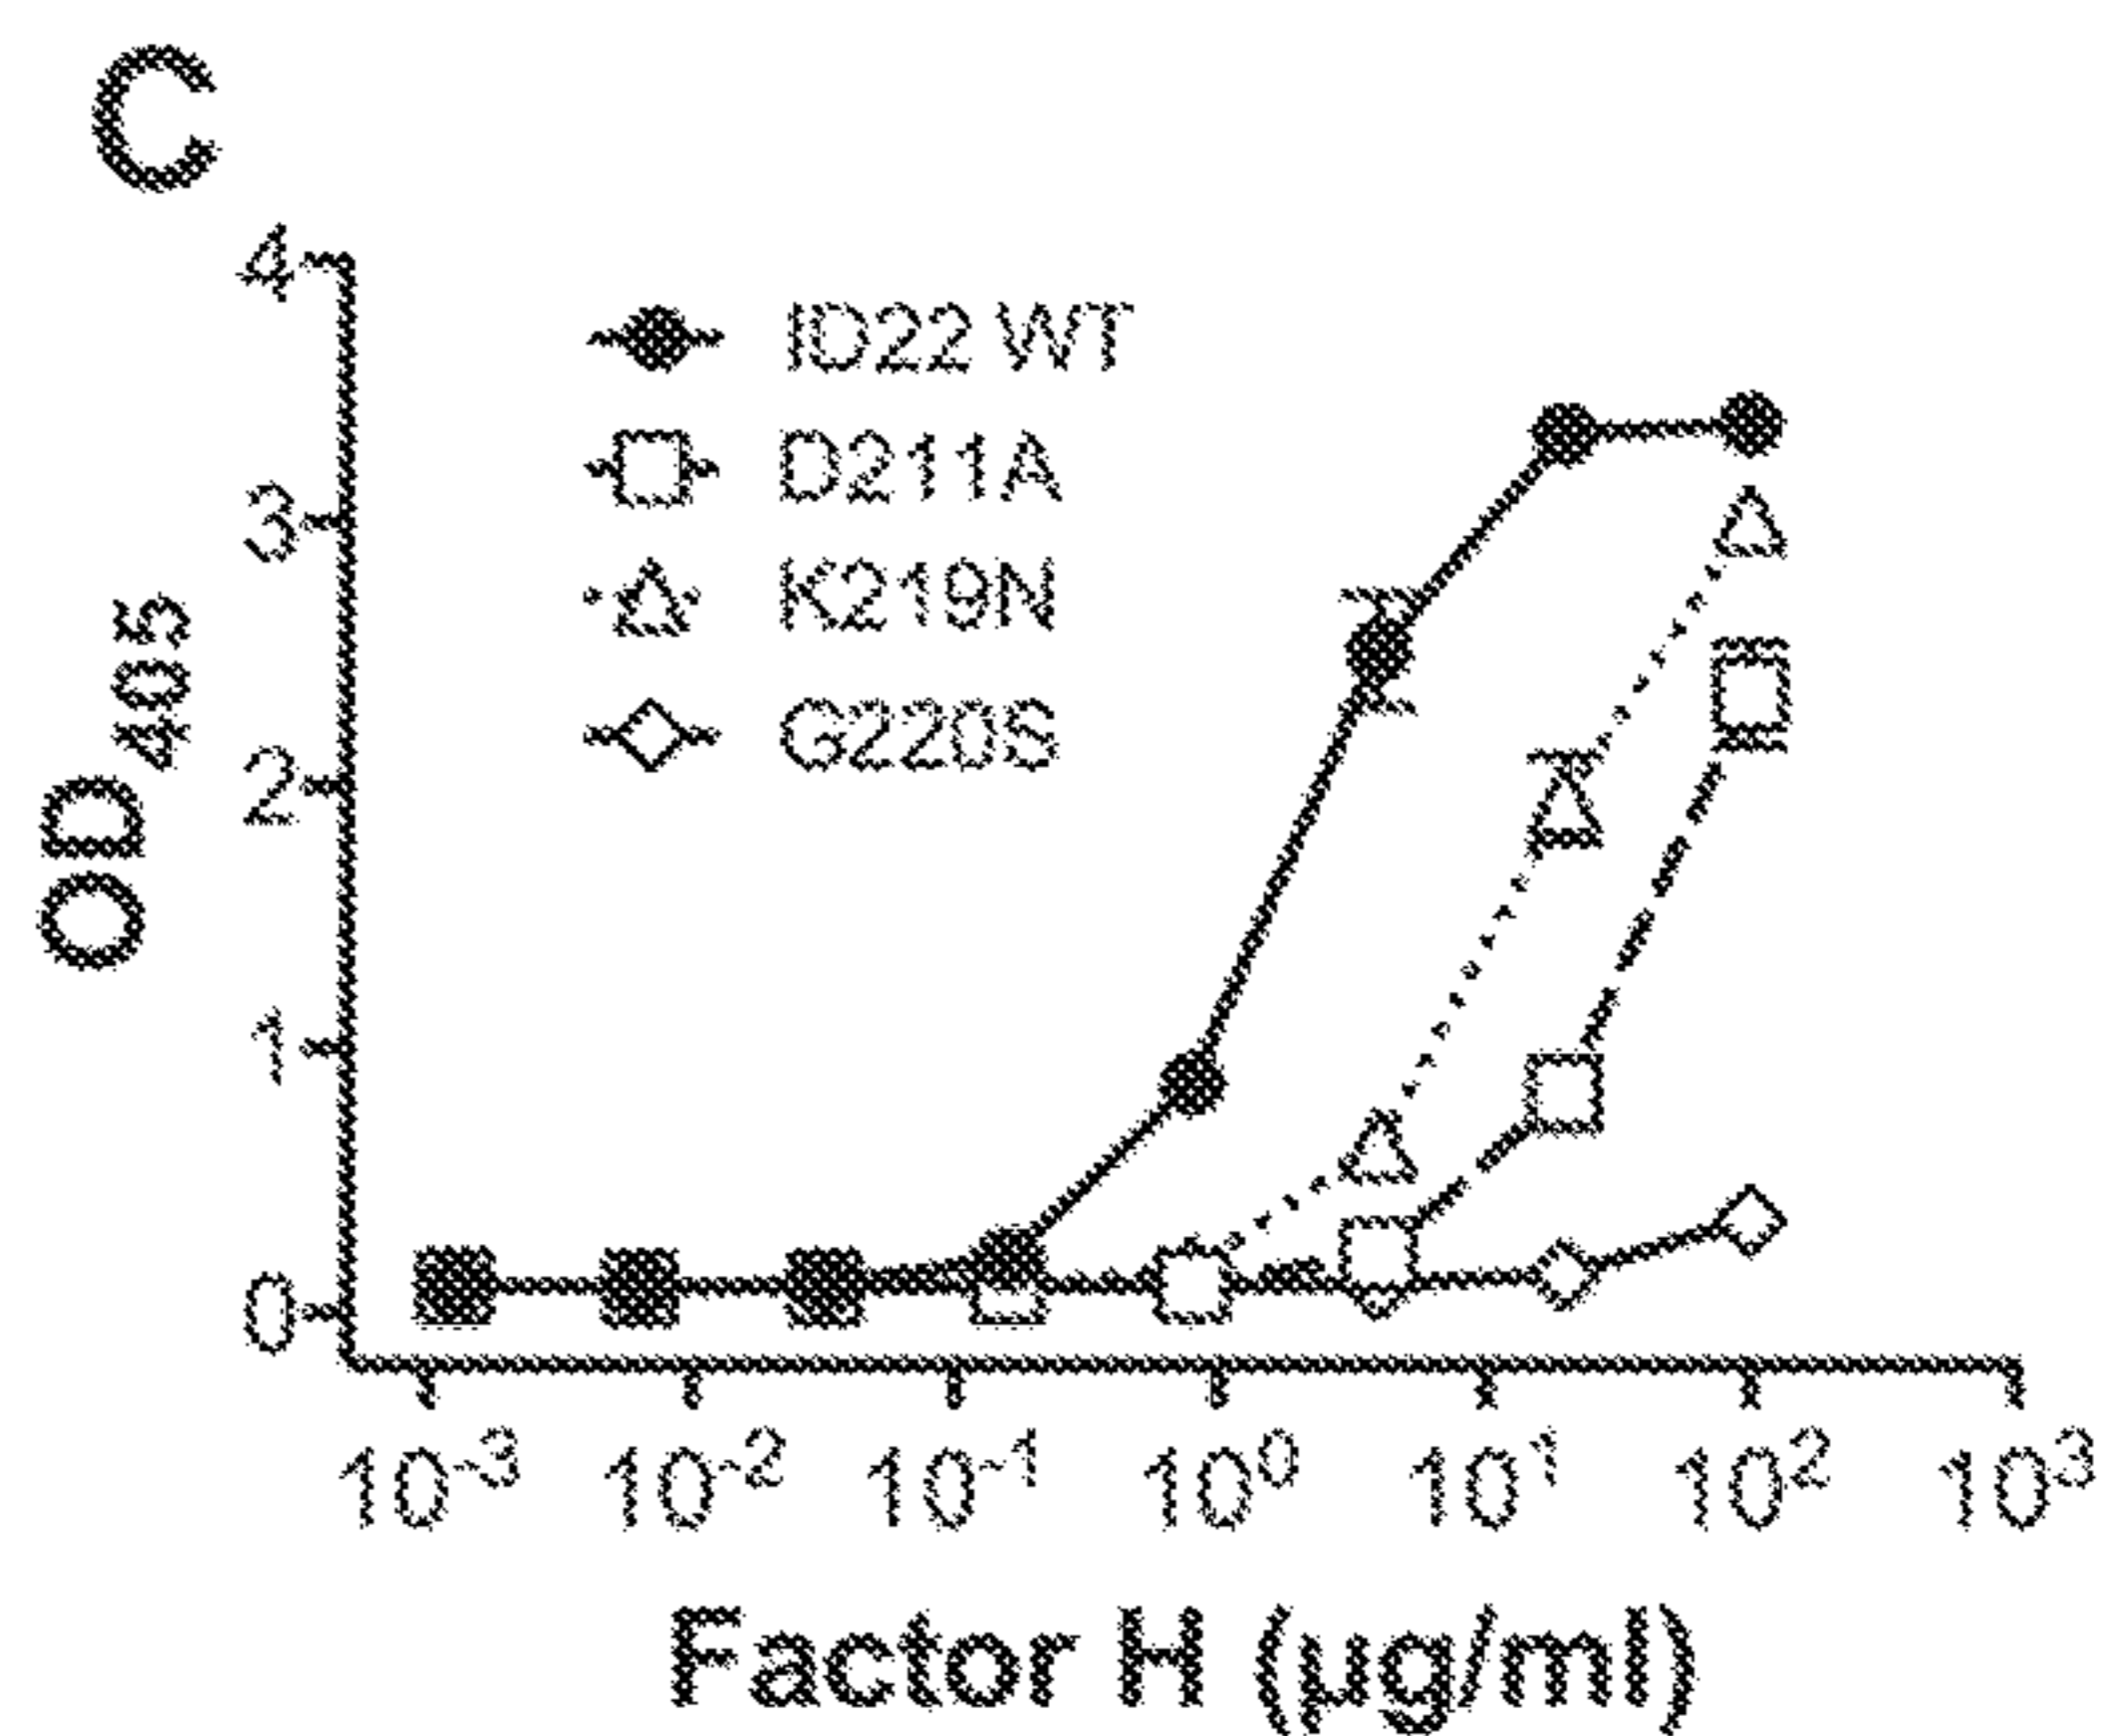 C
4
3
2
1
0
OD₄₀₅
ID22 WT
D211A
K219N
G220S
10⁻³ 10⁻² 10⁻¹ 10⁰ 10¹ 10² 10³
Factor H (µg/ml)